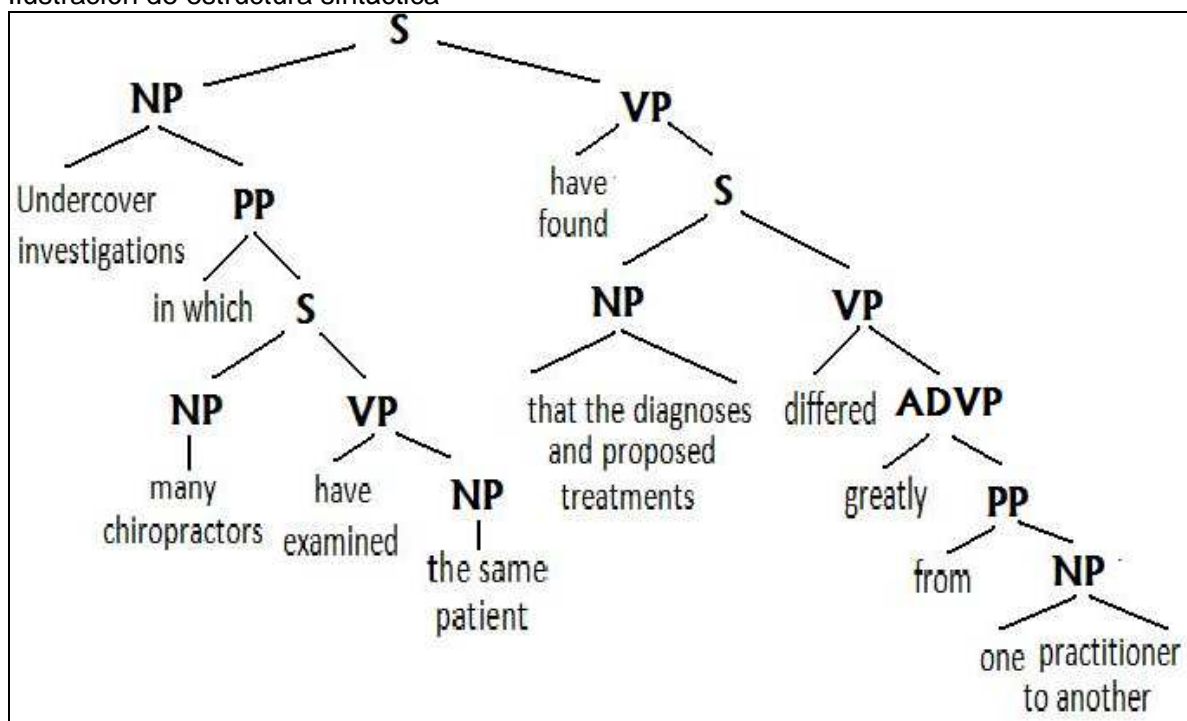 Ilustración de estructura sintáctica
S
NP
VP
Undercover
investigations
PP
have
found
S
in which
S
NP
VP
NP
VP
that the diagnoses
and proposed
treatments
differed
ADVP
many
chiropractors
have
examined
NP
greatly
PP
the same
patient
from
NP
one practitioner
to another